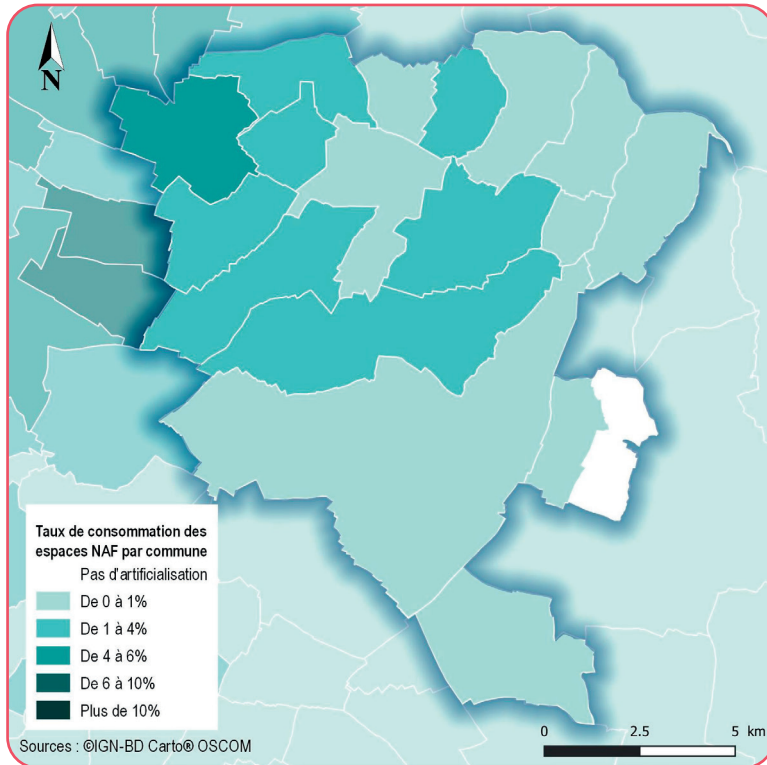 N
Taux de consommation des
espaces NAF par commune
Pas d'artificialisation
De 0 à 1%
De 1 à 4%
De 4 à 6%
De 6 à 10%
Plus de 10%
Sources : ©IGN-BD Carto® OSCOM
0 2.5 5 km